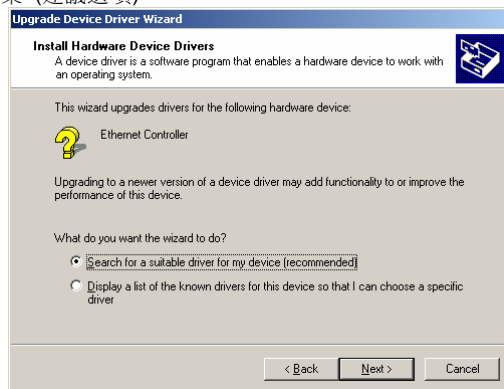 (建議選項)
Upgrade Device Driver Wizard
Install Hardware Device Drivers
A device driver is a software program that enables a hardware device to work with
an operating system.
This wizard upgrades drivers for the following hardware device:
Ethernet Controller
Upgrading to a newer version of a device driver may add functionality to or improve the
performance of this device.
What do you want the wizard to do?
Search for a suitable driver for my device (recommended)
Display a list of the known drivers for this device so that I can choose a specific
driver
< Back Next > Cancel